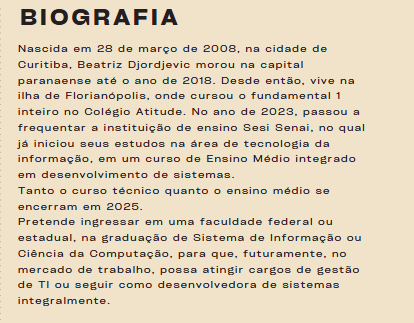 BIOGRAFIA
Nascida em 28 de março de 2008, na cidade de
Curitiba, Beatriz Djordjevic morou na capital
paranaense até o ano de 2018. Desde então, vive na
ilha de Florianópolis, onde cursou o fundamental 1
inteiro no Colégio Atitude. No ano de 2023, passou a
frequentar a instituição de ensino Sesi Senai, no qual
já iniciou seus estudos na área de tecnologia da
informação, em um curso de Ensino Médio integrado
em desenvolvimento de sistemas.
Tanto o curso técnico quanto o ensino médio se
encerram em 2025.
Pretende ingressar em uma faculdade federal ou
estadual, na graduação de Sistema de Informação ou
Ciência da Computação, para que, futuramente, no
mercado de trabalho, possa atingir cargos de gestão
de TI ou seguir como desenvolvedora de sistemas
integralmente.